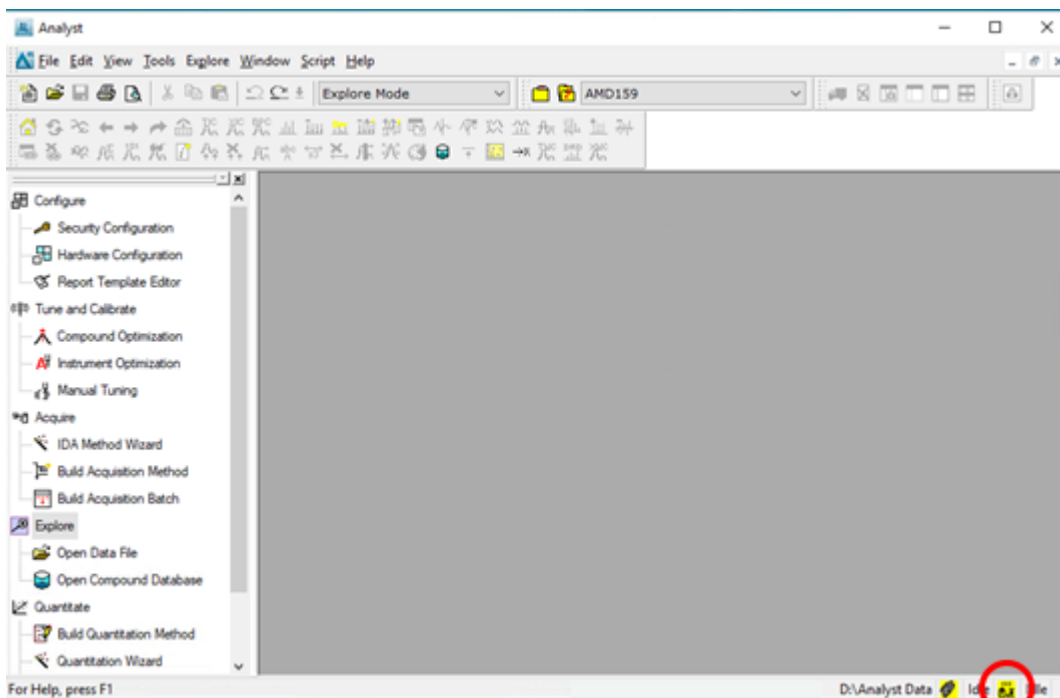 Analyst
File Edit View Tools Explore Window Script Help
Explore Mode
AMD159
Configure
Security Configuration
Hardware Configuration
Report Template Editor
Tune and Calibrate
Compound Optimization
Instrument Optimization
Manual Tuning
Acquire
IDA Method Wizard
Build Acquisition Method
Build Acquisition Batch
Explore
Open Data File
Open Compound Database
Quantitate
Build Quantitation Method
Quantitation Wizard
For Help, press F1
D:\Analyst Data